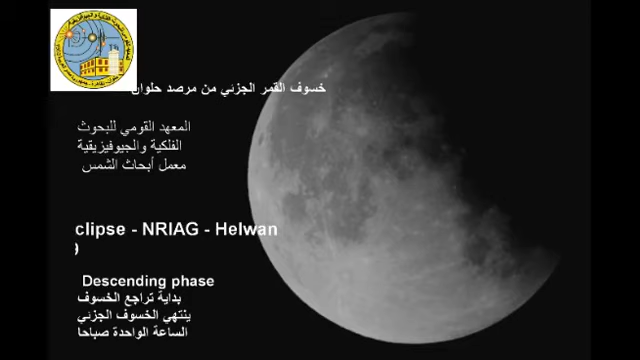 خسوف القمر الجزئي من مرصد حلوان
المعهد القومي للبحوث
الفلكية والجيوفيزيقية
معمل أبحاث الشمس
clipse - NRIAG - Helwan
9
Descending phase
بداية تراجع الخسوف
ينتهي الخسوف الجزئي
الساعة الواحدة صباحا